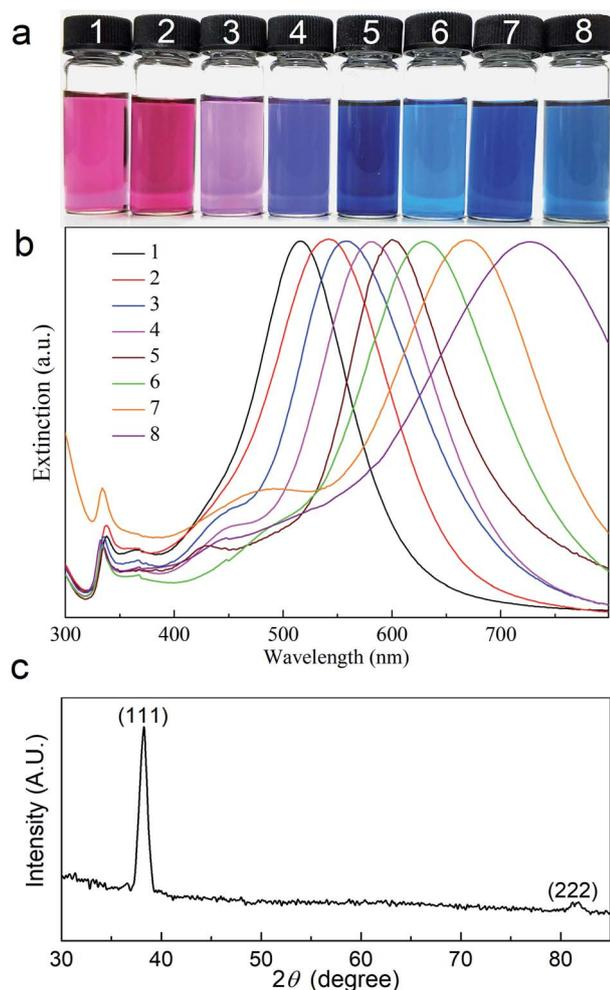 a
1 2 3 4 5 6 7 8
b
1
2
3
4
5
6
7
8
Extinction (a.u.)
300 400 500 600 700
Wavelength (nm)
c
(111)
(222)
Intensity (A.U.)
30 40 50 60 70 80
2θ (degree)